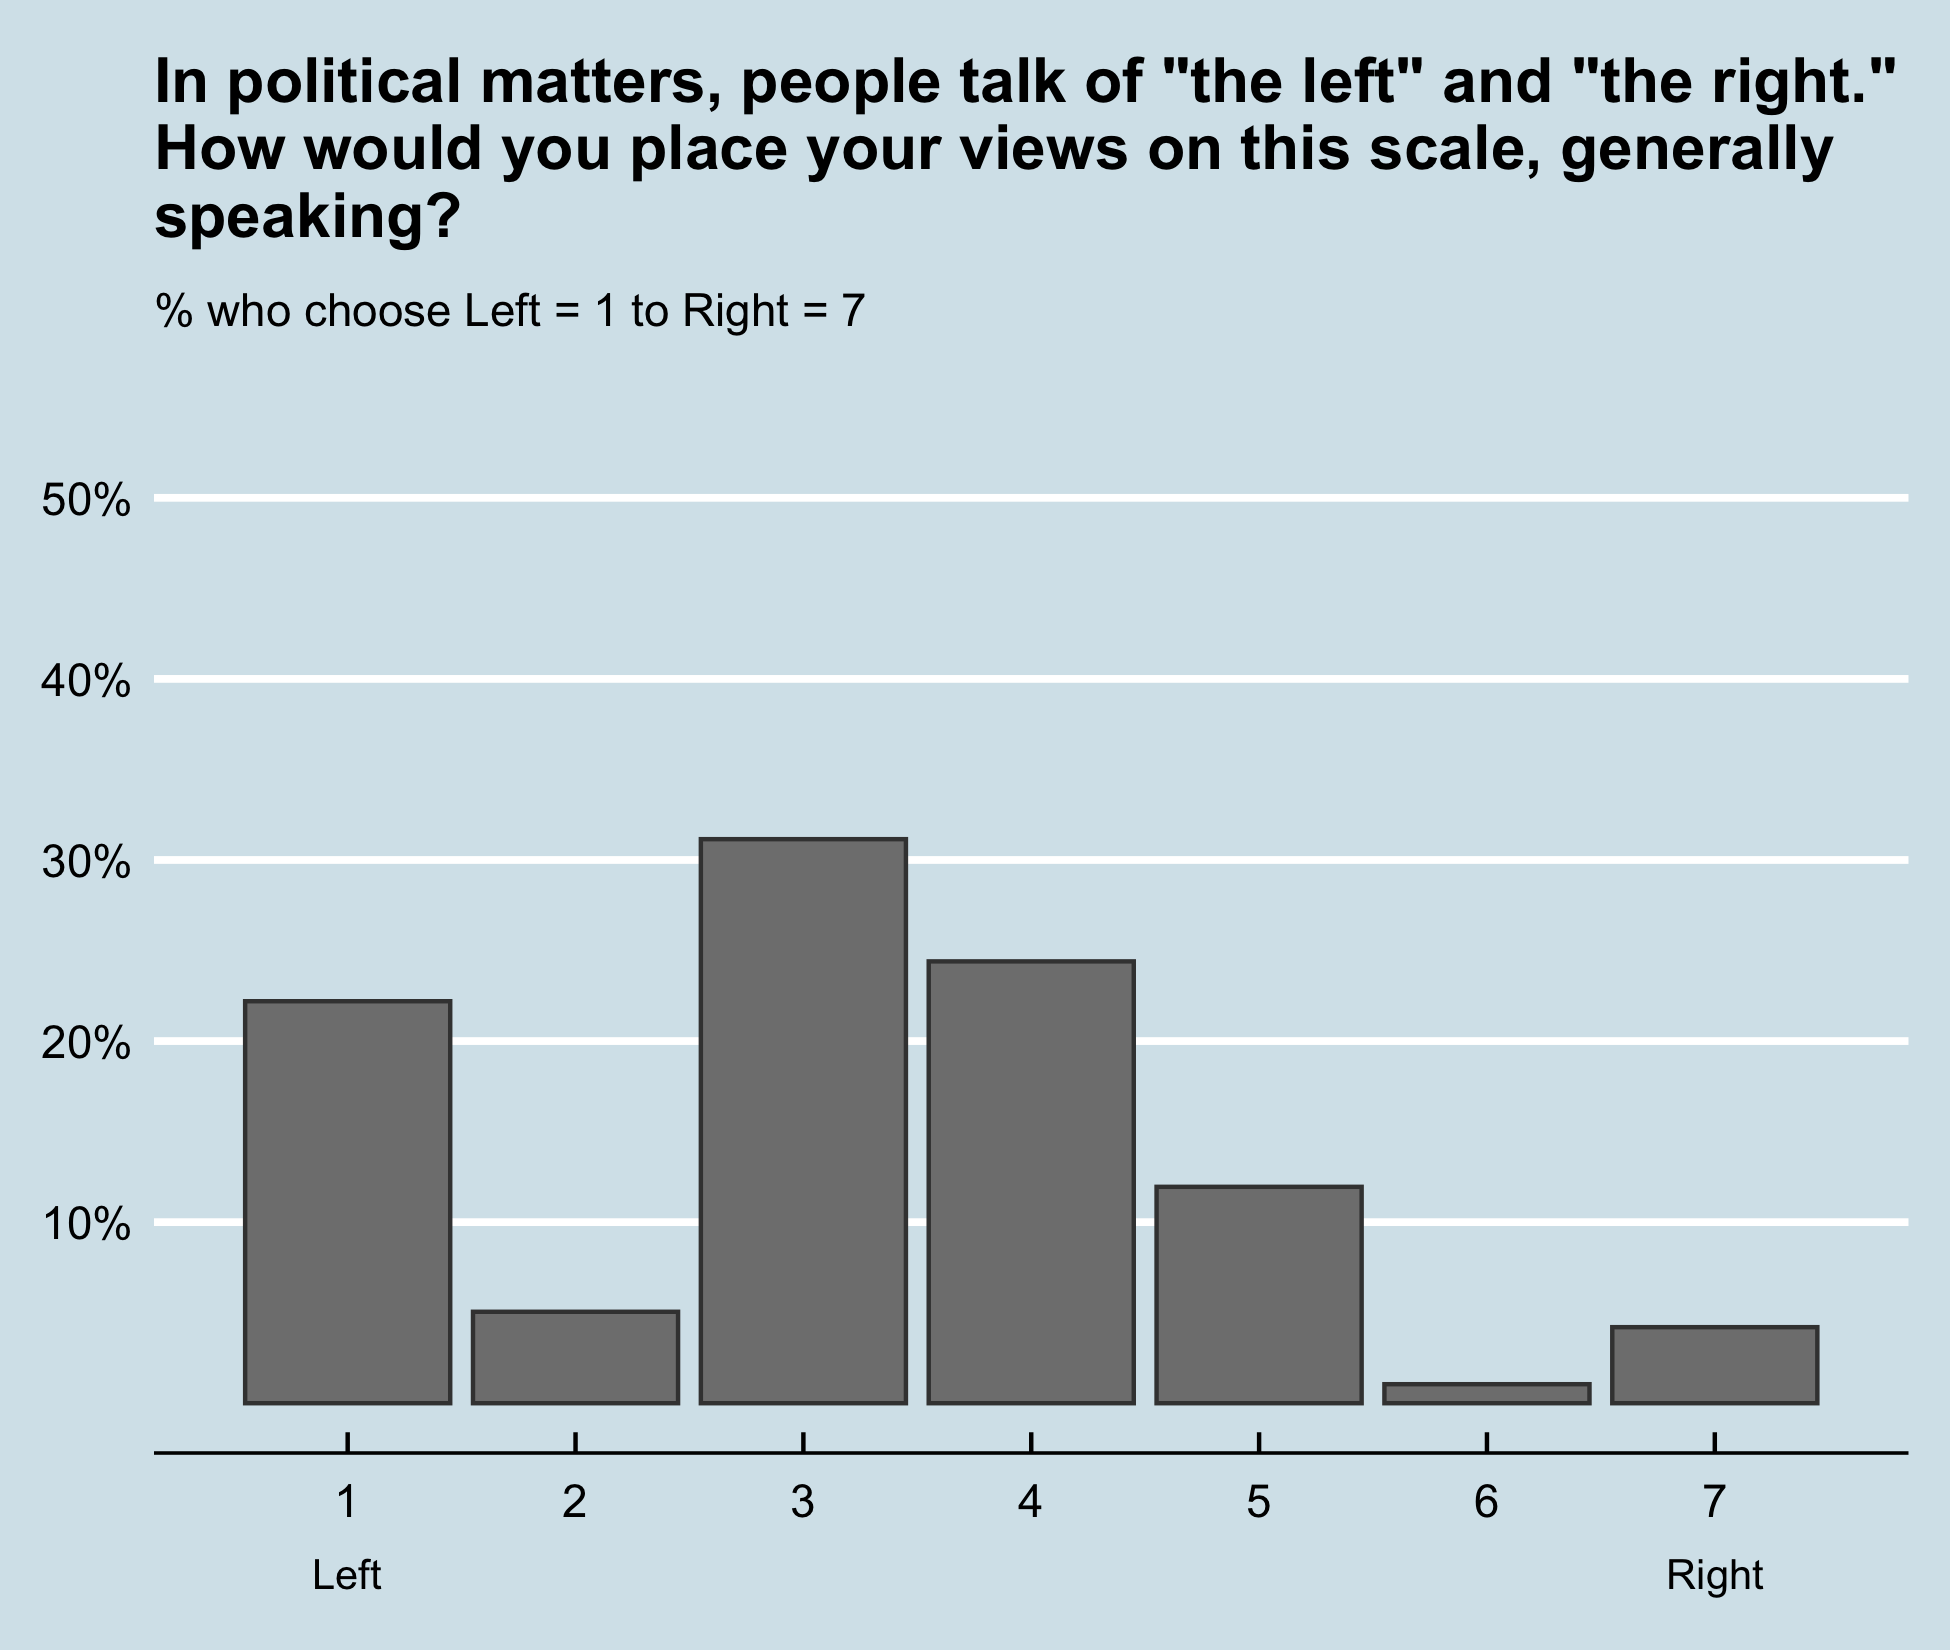 In political matters, people talk of "the left" and "the right."
How would you place your views on this scale, generally
speaking?
% who choose Left = 1 to Right = 7
50%
40%
30%
20%
10%
1 2 3 4 5 6 7
Left Right